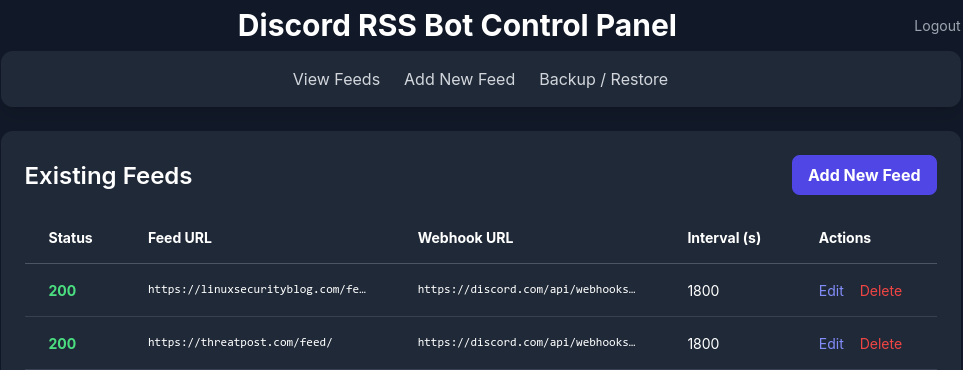 Discord RSS Bot Control Panel
Logout
View Feeds Add New Feed Backup / Restore
Existing Feeds
Add New Feed
Status Feed URL Webhook URL Interval (s) Actions
200 https://linuxsecurityblog.com/fe… https://discord.com/api/webhooks… 1800 Edit Delete
200 https://threatpost.com/feed/ https://discord.com/api/webhooks… 1800 Edit Delete